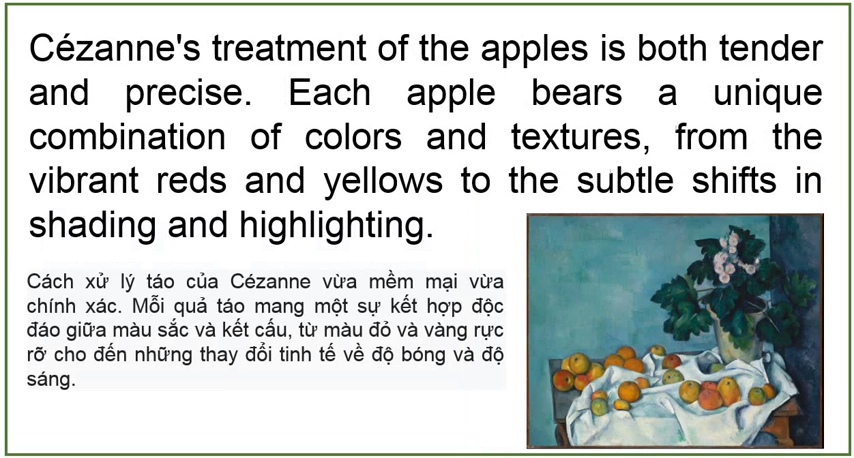 Cézanne's treatment of the apples is both tender
and precise. Each apple bears a unique
combination of colors and textures, from the
vibrant reds and yellows to the subtle shifts in
shading and highlighting.
Cách xử lý táo của Cézanne vừa mềm mại vừa
chính xác. Mỗi quả táo mang một sự kết hợp độc
đáo giữa màu sắc và kết cấu, từ màu đỏ và vàng rực
rỡ cho đến những thay đổi tinh tế về độ bóng và độ
sáng.